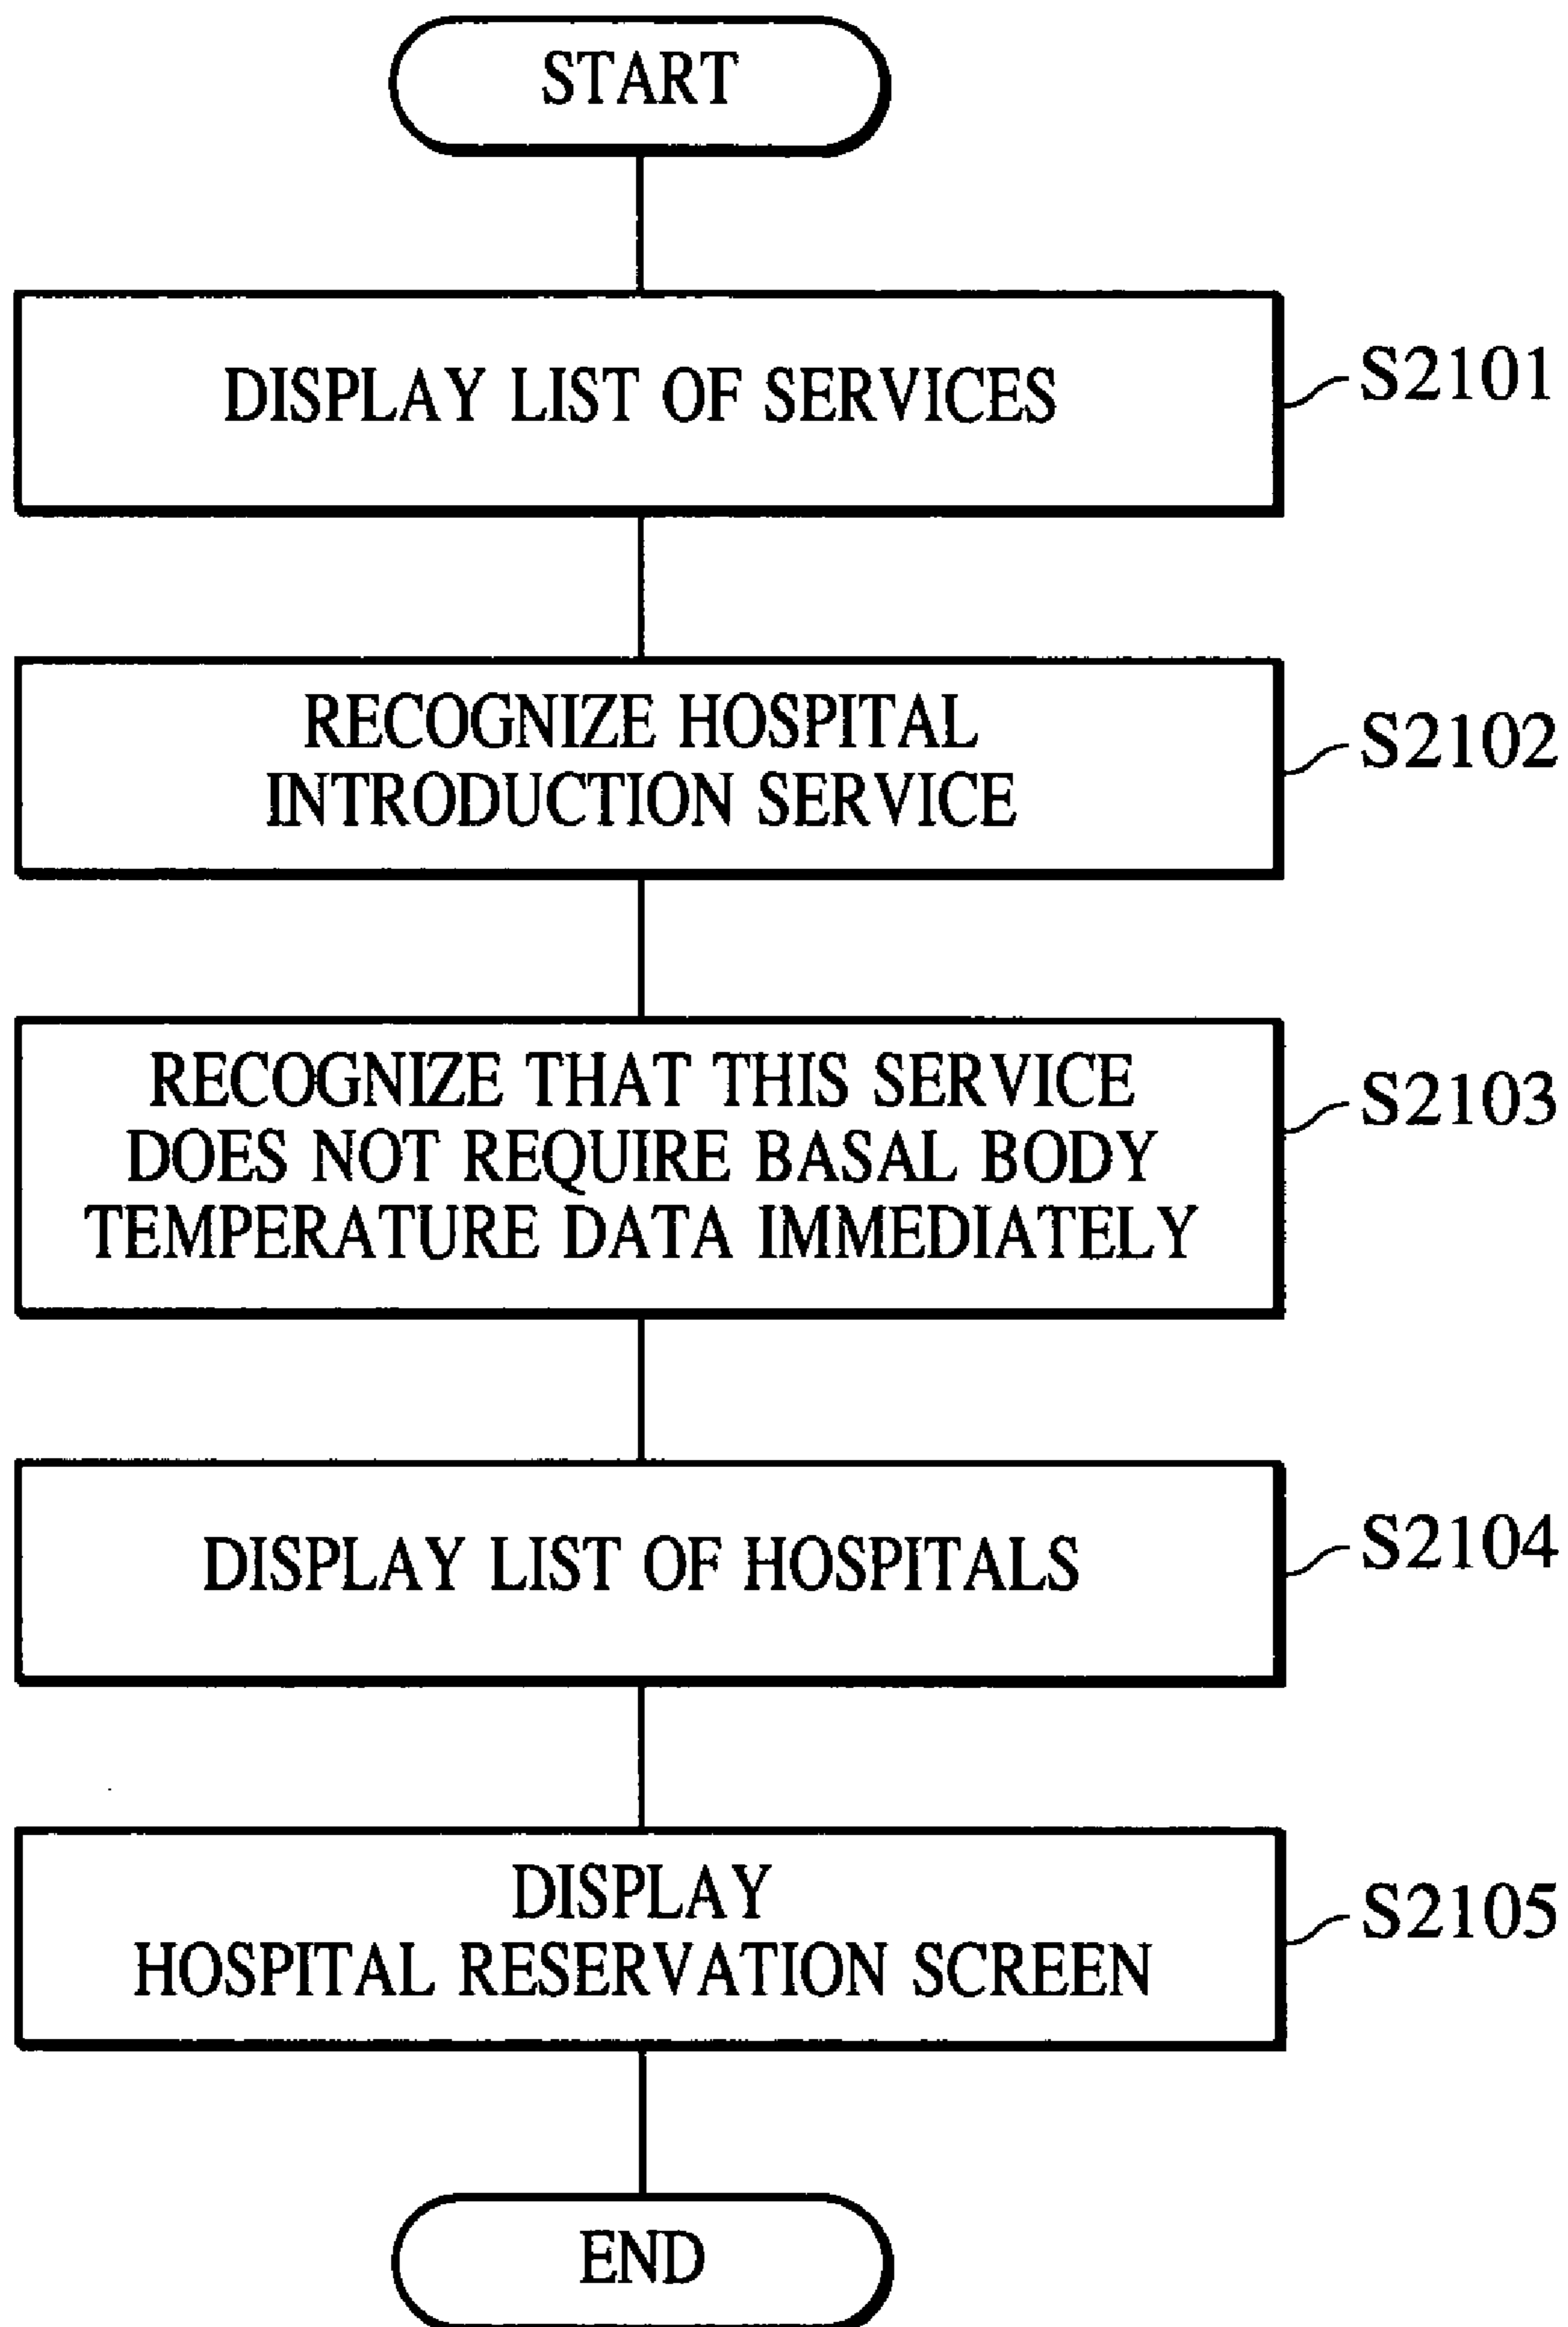 START
DISPLAY LIST OF SERVICES
S2101
RECOGNIZE HOSPITAL
INTRODUCTION SERVICE
S2102
RECOGNIZE THAT THIS SERVICE
DOES NOT REQUIRE BASAL BODY
TEMPERATURE DATA IMMEDIATELY
S2103
DISPLAY LIST OF HOSPITALS
S2104
DISPLAY
HOSPITAL RESERVATION SCREEN
S2105
END